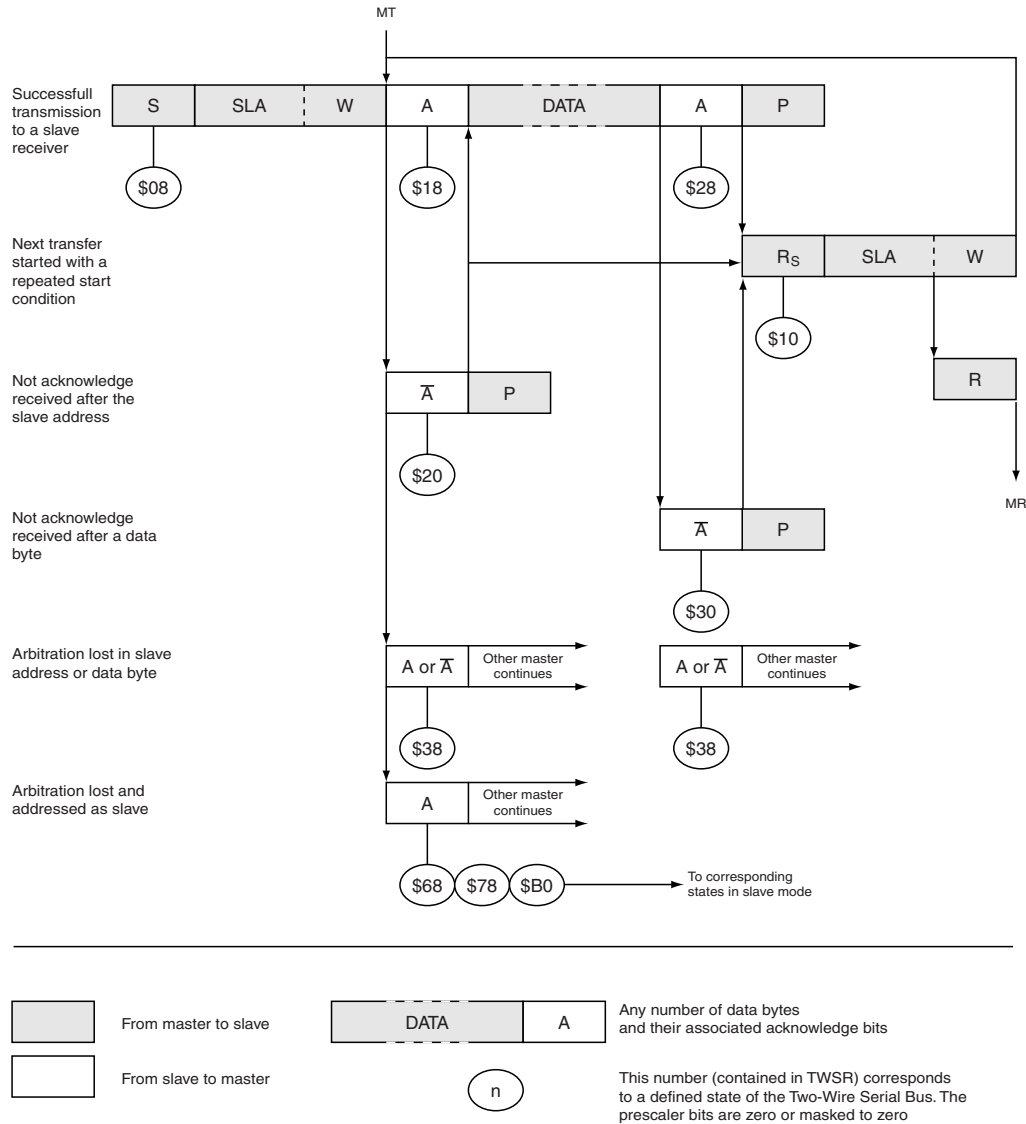 MT
Successfull
transmission
to a slave
receiver
S SLA W A DATA A P
$08 $18 $28
Next transfer
started with a
repeated start
condition
RS SLA W
$10
Not acknowledge
received after the
slave address
A̅ P
R
$20
MR
Not acknowledge
received after a data
byte
A̅ P
$30
Arbitration lost in slave
address or data byte
A or A̅ Other master
continues
A or A̅ Other master
continues
$38 $38
Arbitration lost and
addressed as slave
A Other master
continues
$68 $78 $B0
To corresponding
states in slave mode
From master to slave
DATA A
Any number of data bytes
and their associated acknowledge bits
From slave to master
n
This number (contained in TWSR) corresponds
to a defined state of the Two-Wire Serial Bus. The
prescaler bits are zero or masked to zero